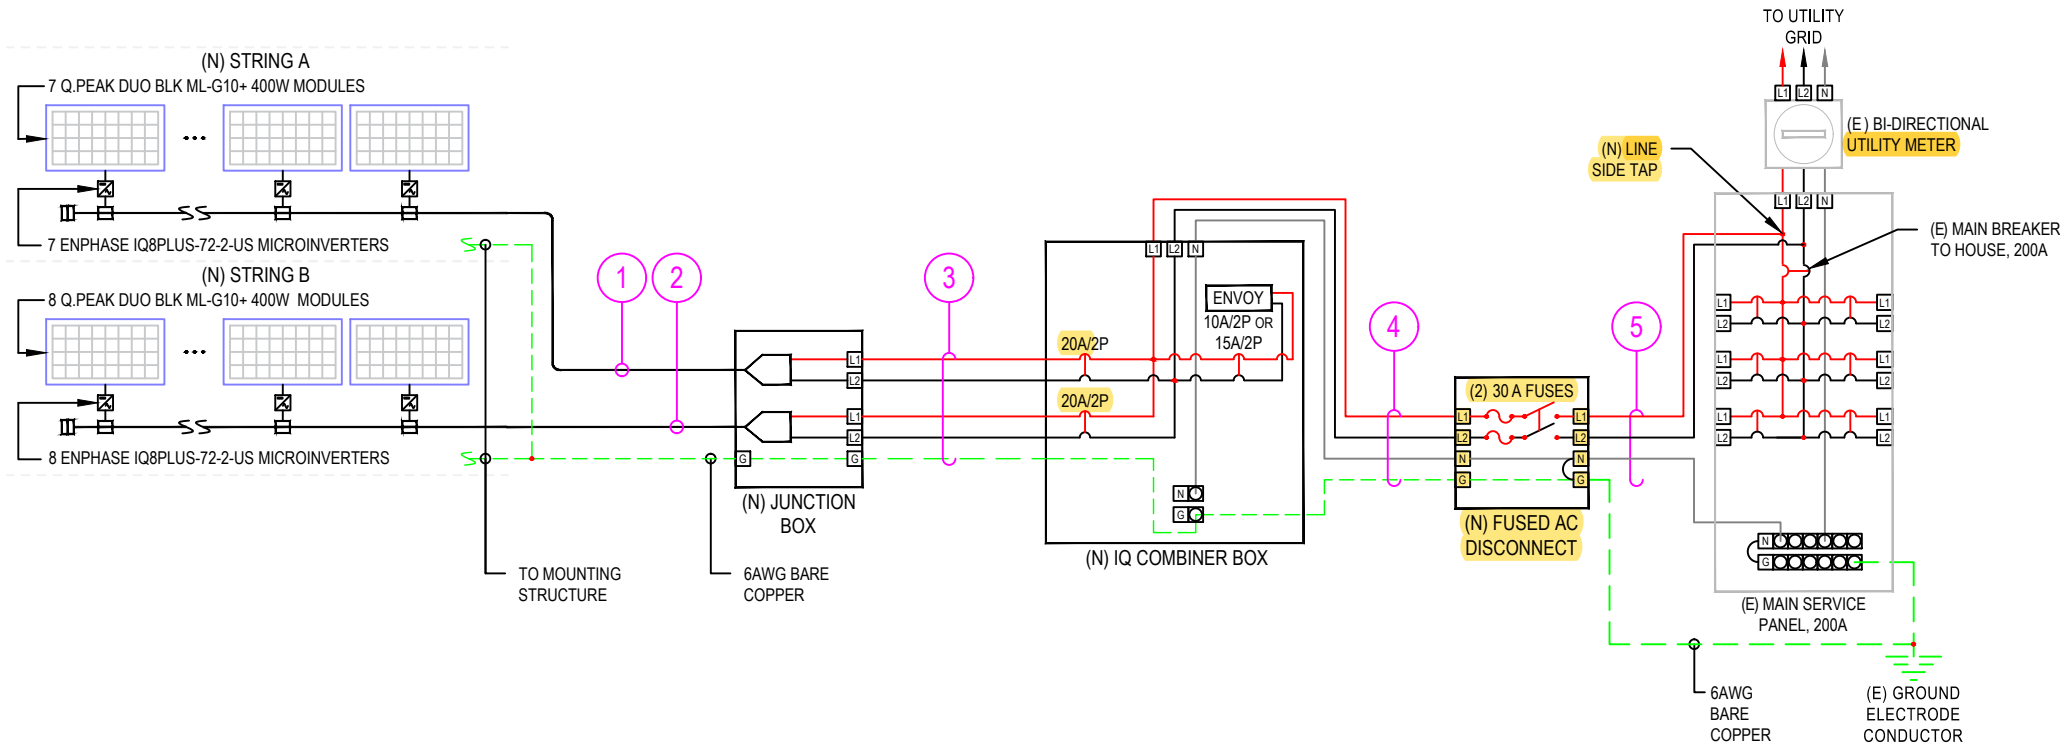 TO UTILITY
GRID
(N) STRING A
7 Q.PEAK DUO BLK ML-G10+ 400W MODULES
7 ENPHASE IQ8PLUS-72-2-US MICROINVERTERS
(N) STRING B
8 Q.PEAK DUO BLK ML-G10+ 400W  MODULES
8 ENPHASE IQ8PLUS-72-2-US MICROINVERTERS
TO MOUNTING
STRUCTURE
6AWG BARE
COPPER
1
2
3
4
5
L1
L2
L1
L2
G
G
(N) JUNCTION
BOX
L1 L2 N
ENVOY
10A/2P OR
15A/2P
20A/2P
20A/2P
N
G
(N) IQ COMBINER BOX
(2) 30 A FUSES
L1 L1
L2 L2
N N
G G
(N) FUSED AC
DISCONNECT
(N) LINE
SIDE TAP
L1 L2 N
(E) BI-DIRECTIONAL
UTILITY METER
L1 L2 N
(E) MAIN BREAKER
TO HOUSE, 200A
L1 L1
L2 L2
L1 L1
L2 L2
L1 L1
L2 L2
N
G
(E) MAIN SERVICE
PANEL, 200A
6AWG
BARE
COPPER
(E) GROUND
ELECTRODE
CONDUCTOR